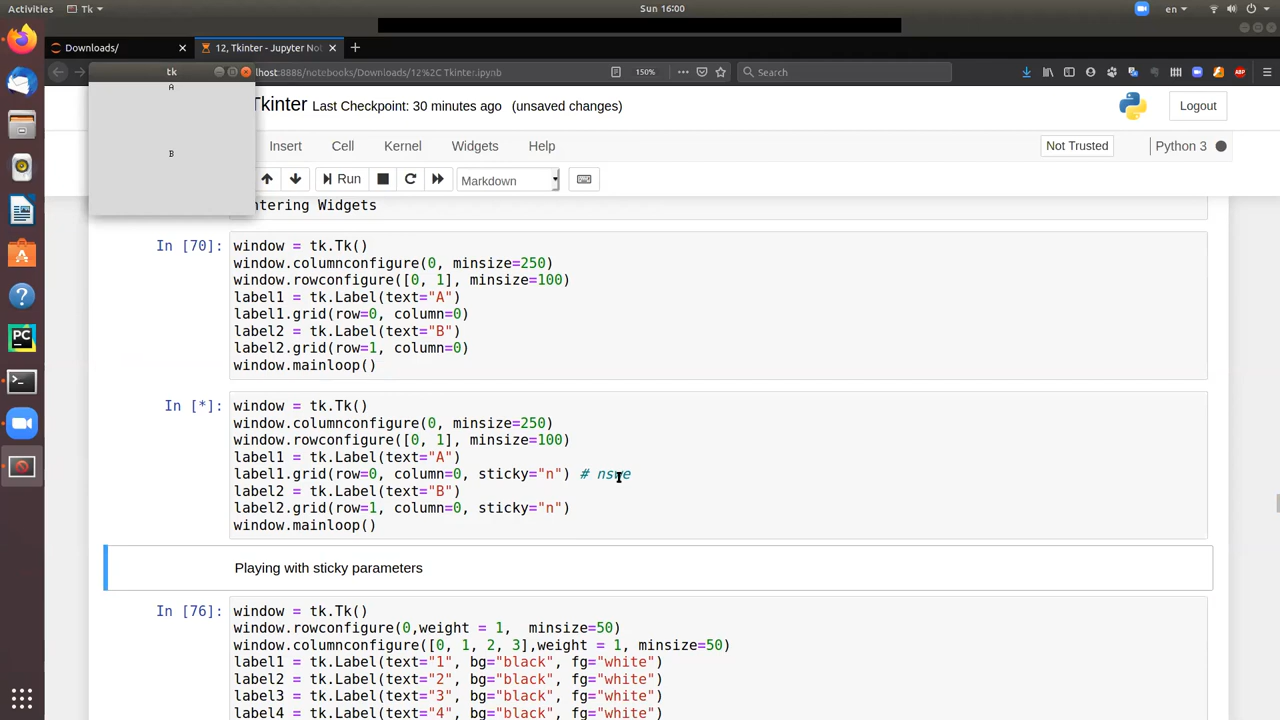 Activities Tk Sun 16:00 en
Downloads/ 12, Tkinter - Jupyter No
tk lhost:8888/notebooks/Downloads/12%2C Tkinter.ipynb 150% Search
A
B
Tkinter Last Checkpoint: 30 minutes ago (unsaved changes) Logout
Insert Cell Kernel Widgets Help Not Trusted Python 3
Run Markdown
ntering Widgets
In [70]: window = tk.Tk()
window.columnconfigure(0, minsize=250)
window.rowconfigure([0, 1], minsize=100)
label1 = tk.Label(text="A")
label1.grid(row=0, column=0)
label2 = tk.Label(text="B")
label2.grid(row=1, column=0)
window.mainloop()
In [*]: window = tk.Tk()
window.columnconfigure(0, minsize=250)
window.rowconfigure([0, 1], minsize=100)
label1 = tk.Label(text="A")
label1.grid(row=0, column=0, sticky="n") # nswe
label2 = tk.Label(text="B")
label2.grid(row=1, column=0, sticky="n")
window.mainloop()
Playing with sticky parameters
In [76]: window = tk.Tk()
window.rowconfigure(0,weight = 1, minsize=50)
window.columnconfigure([0, 1, 2, 3],weight = 1, minsize=50)
label1 = tk.Label(text="1", bg="black", fg="white")
label2 = tk.Label(text="2", bg="black", fg="white")
label3 = tk.Label(text="3", bg="black", fg="white")
label4 = tk.Label(text="4", bg="black", fg="white")
PC
ABP